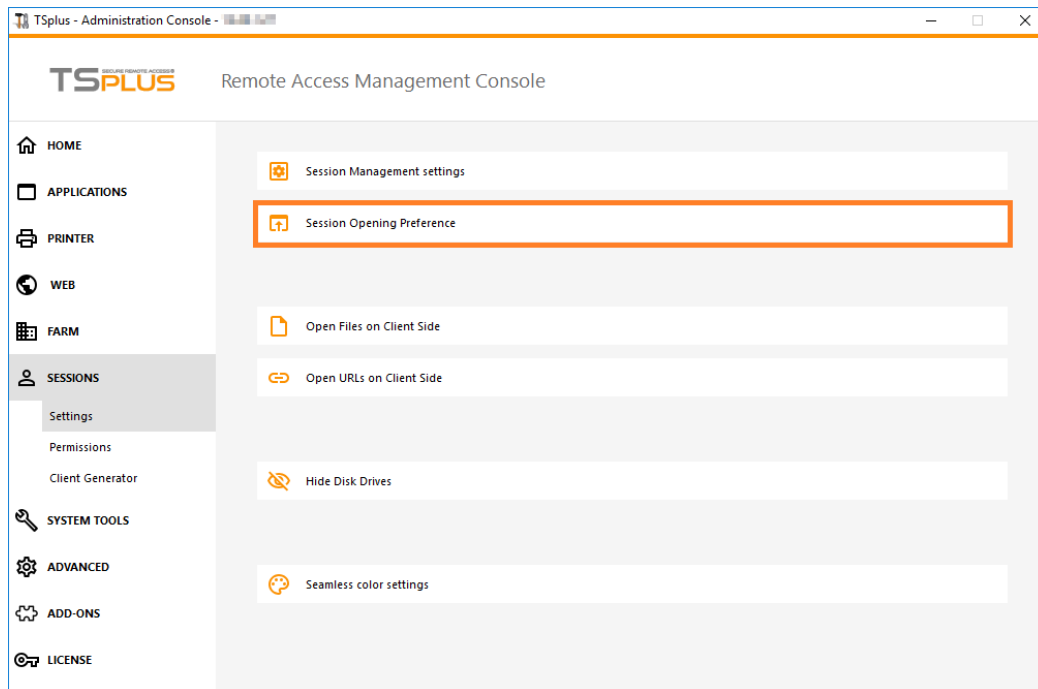 TSplus - Administration Console -
SECURE REMOTE ACCESS®
TSPLUS
Remote Access Management Console
HOME
APPLICATIONS
PRINTER
WEB
FARM
SESSIONS
Settings
Permissions
Client Generator
SYSTEM TOOLS
ADVANCED
ADD-ONS
LICENSE
Session Management settings
Session Opening Preference
Open Files on Client Side
Open URLs on Client Side
Hide Disk Drives
Seamless color settings